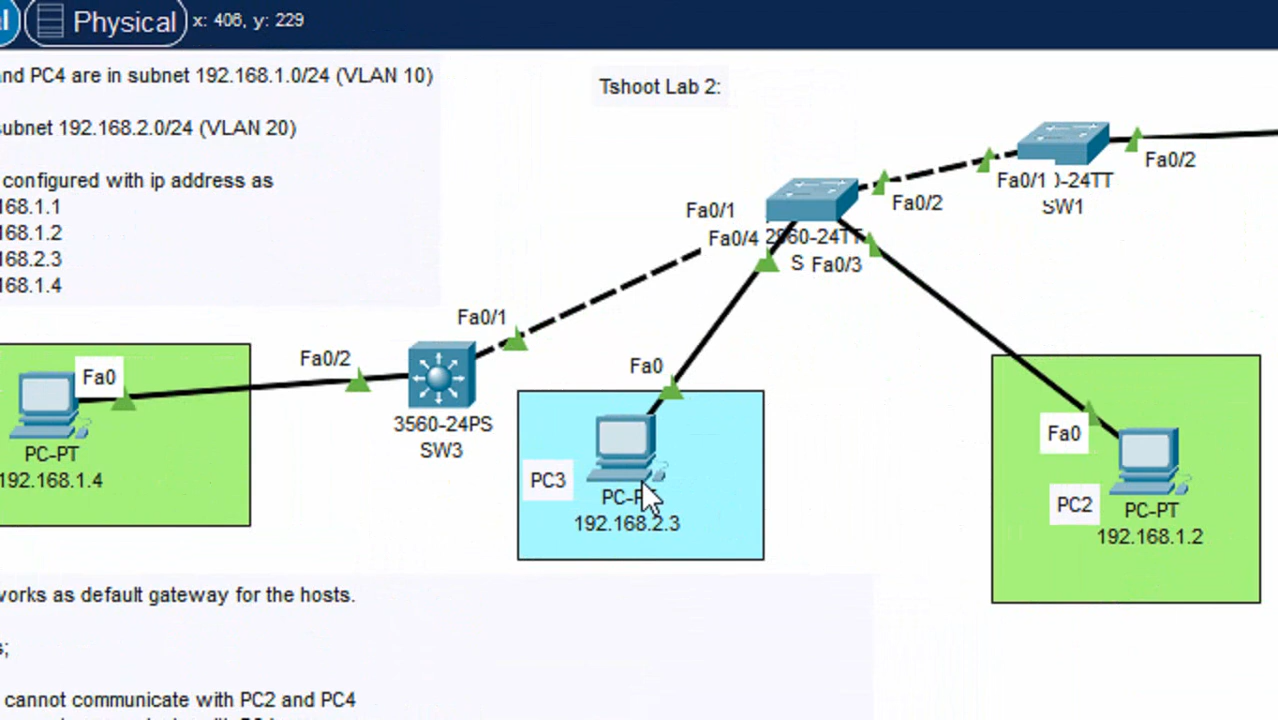 Physical x: 406, y: 229
and PC4 are in subnet 192.168.1.0/24 (VLAN 10)
subnet 192.168.2.0/24 (VLAN 20)
configured with ip address as
168.1.1
168.1.2
168.2.3
168.1.4
Tshoot Lab 2:
Fa0/2
Fa0/1 )-24TT
SW1
Fa0/2
Fa0/1
Fa0/4 2960-24TT
S Fa0/3
Fa0/1
Fa0/2
3560-24PS
SW3
Fa0
PC-PT
192.168.1.4
Fa0
PC3
PC-PT
192.168.2.3
Fa0
PC2
PC-PT
192.168.1.2
works as default gateway for the hosts.
s;
cannot communicate with PC2 and PC4